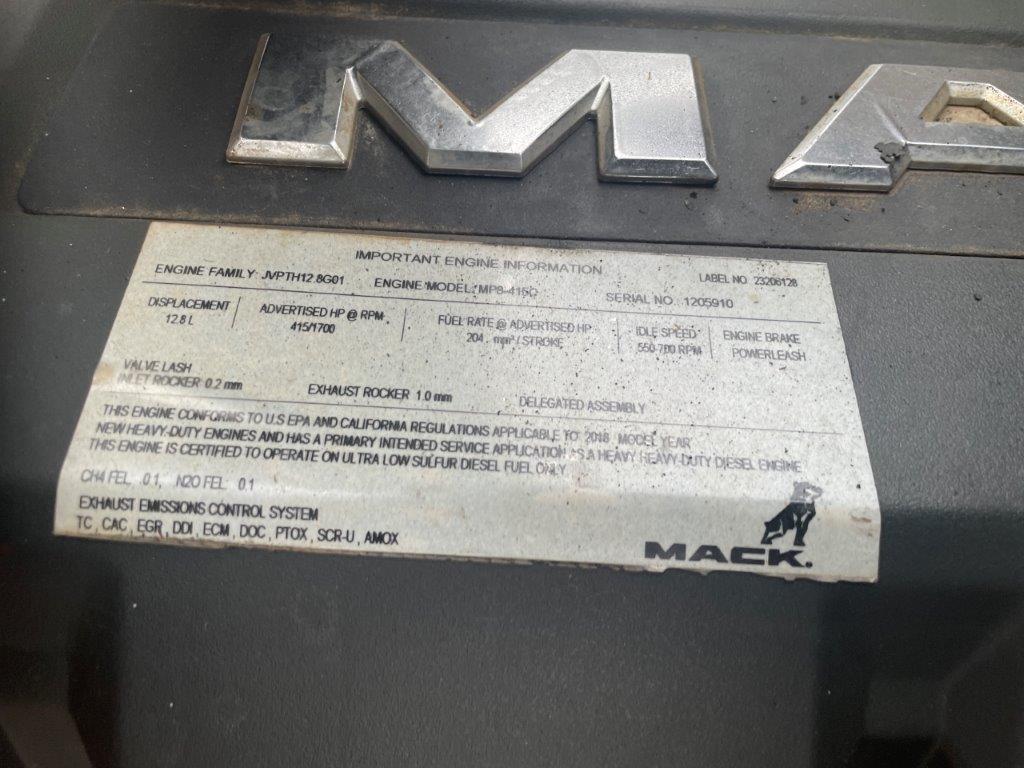 MA
IMPORTANT ENGINE INFORMATION
ENGINE FAMILY: JVPTH12.8G01 ENGINE MODEL: MP8-415C LABEL NO 23206128
SERIAL NO. 1205910
DISPLACEMENT ADVERTISED HP @ RPM FUEL RATE @ ADVERTISED HP IDLE SPEED ENGINE BRAKE
12.8 L 415/1700 204 mm³ / STROKE 550-700 RPM POWERLEASH
VALVE LASH
INLET ROCKER 0.2 mm EXHAUST ROCKER 1.0 mm DELEGATED ASSEMBLY
THIS ENGINE CONFORMS TO U.S EPA AND CALIFORNIA REGULATIONS APPLICABLE TO 2018 MODEL YEAR
NEW HEAVY-DUTY ENGINES AND HAS A PRIMARY INTENDED SERVICE APPLICATION AS A HEAVY HEAVY-DUTY DIESEL ENGINE
THIS ENGINE IS CERTIFIED TO OPERATE ON ULTRA LOW SULFUR DIESEL FUEL ONLY
CH4 FEL .01, N2O FEL 0.1
EXHAUST EMISSIONS CONTROL SYSTEM
TC, CAC, EGR, DDI, ECM, DOC, PTOX, SCR-U, AMOX
MACK.